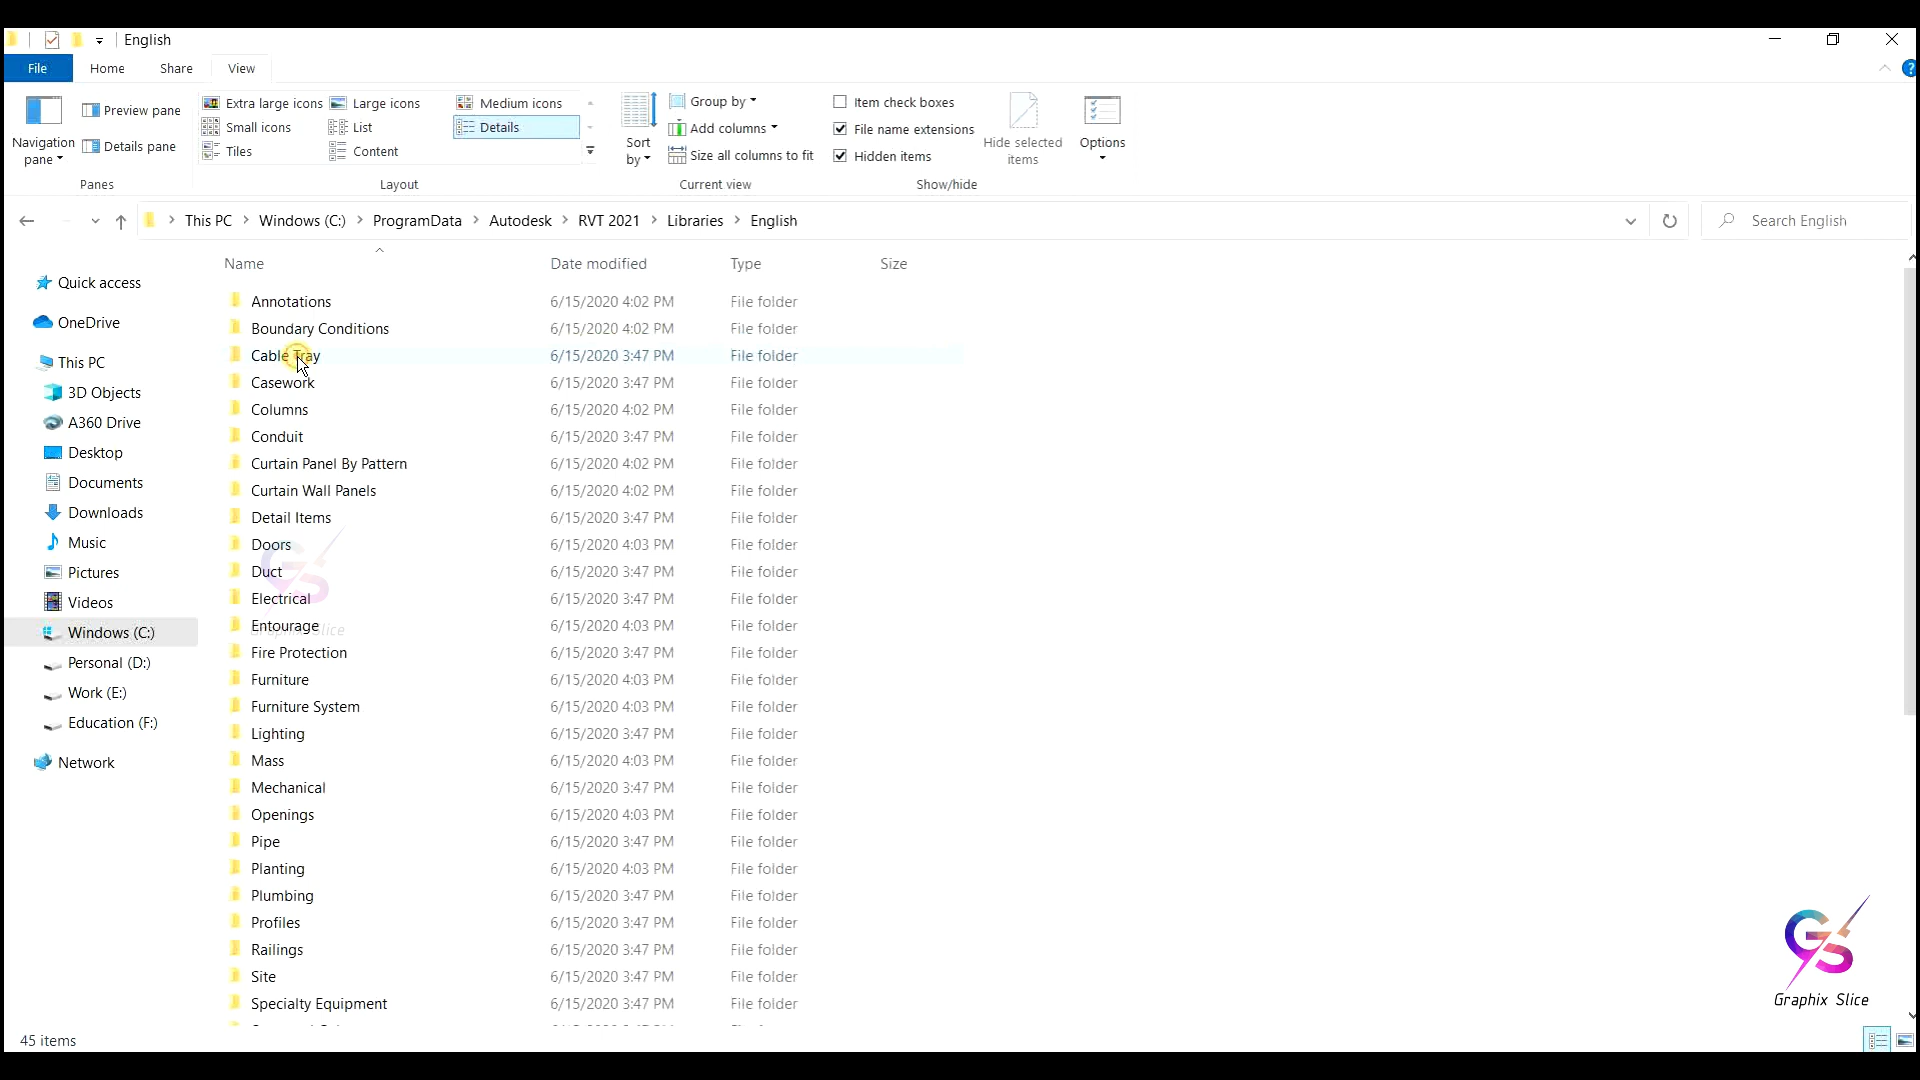 English
File Home Share View
Navigation pane
Preview pane
Details pane
Panes
Extra large icons Large icons Medium icons
Small icons List Details
Tiles Content
Layout
Sort by
Group by
Add columns
Size all columns to fit
Current view
Item check boxes
File name extensions
Hidden items
Hide selected items
Show/hide
Options
This PC > Windows (C:) > ProgramData > Autodesk > RVT 2021 > Libraries > English
Search English
Quick access
OneDrive
This PC
3D Objects
A360 Drive
Desktop
Documents
Downloads
Music
Pictures
Videos
Windows (C:)
Personal (D:)
Work (E:)
Education (F:)
Network
Name Date modified Type Size
Annotations 6/15/2020 4:02 PM File folder
Boundary Conditions 6/15/2020 4:02 PM File folder
Cable Tray 6/15/2020 3:47 PM File folder
Casework 6/15/2020 3:47 PM File folder
Columns 6/15/2020 4:02 PM File folder
Conduit 6/15/2020 3:47 PM File folder
Curtain Panel By Pattern 6/15/2020 4:02 PM File folder
Curtain Wall Panels 6/15/2020 4:02 PM File folder
Detail Items 6/15/2020 3:47 PM File folder
Doors 6/15/2020 4:03 PM File folder
Duct 6/15/2020 3:47 PM File folder
Electrical 6/15/2020 3:47 PM File folder
Entourage 6/15/2020 4:03 PM File folder
Fire Protection 6/15/2020 3:47 PM File folder
Furniture 6/15/2020 4:03 PM File folder
Furniture System 6/15/2020 4:03 PM File folder
Lighting 6/15/2020 3:47 PM File folder
Mass 6/15/2020 4:03 PM File folder
Mechanical 6/15/2020 3:47 PM File folder
Openings 6/15/2020 4:03 PM File folder
Pipe 6/15/2020 3:47 PM File folder
Planting 6/15/2020 4:03 PM File folder
Plumbing 6/15/2020 3:47 PM File folder
Profiles 6/15/2020 3:47 PM File folder
Railings 6/15/2020 3:47 PM File folder
Site 6/15/2020 3:47 PM File folder
Specialty Equipment 6/15/2020 3:47 PM File folder
45 items
GS
Graphix Slice